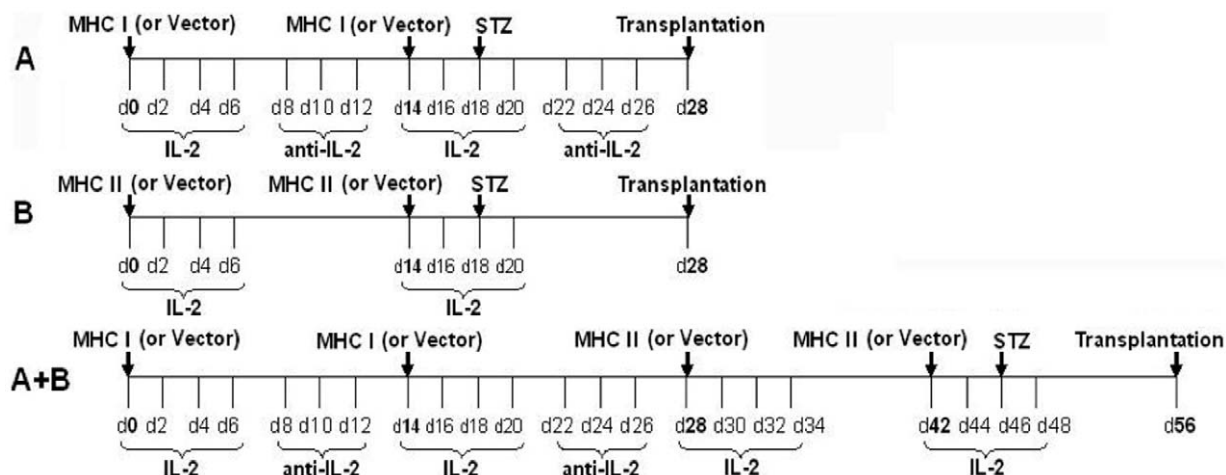 MHC I (or Vector) MHC I (or Vector) STZ Transplantation
A
d0 d2 d4 d6 d8 d10 d12 d14 d16 d18 d20 d22 d24 d26 d28
IL-2 anti-IL-2 IL-2 anti-IL-2
MHC II (or Vector) MHC II (or Vector) STZ Transplantation
B
d0 d2 d4 d6 d14 d16 d18 d20 d28
IL-2 IL-2
MHC I (or Vector) MHC I (or Vector) MHC II (or Vector) MHC II (or Vector) STZ Transplantation
A+B
d0 d2 d4 d6 d8 d10 d12 d14 d16 d18 d20 d22 d24 d26 d28 d30 d32 d34 d42 d44 d46 d48 d56
IL-2 anti-IL-2 IL-2 anti-IL-2 IL-2 IL-2